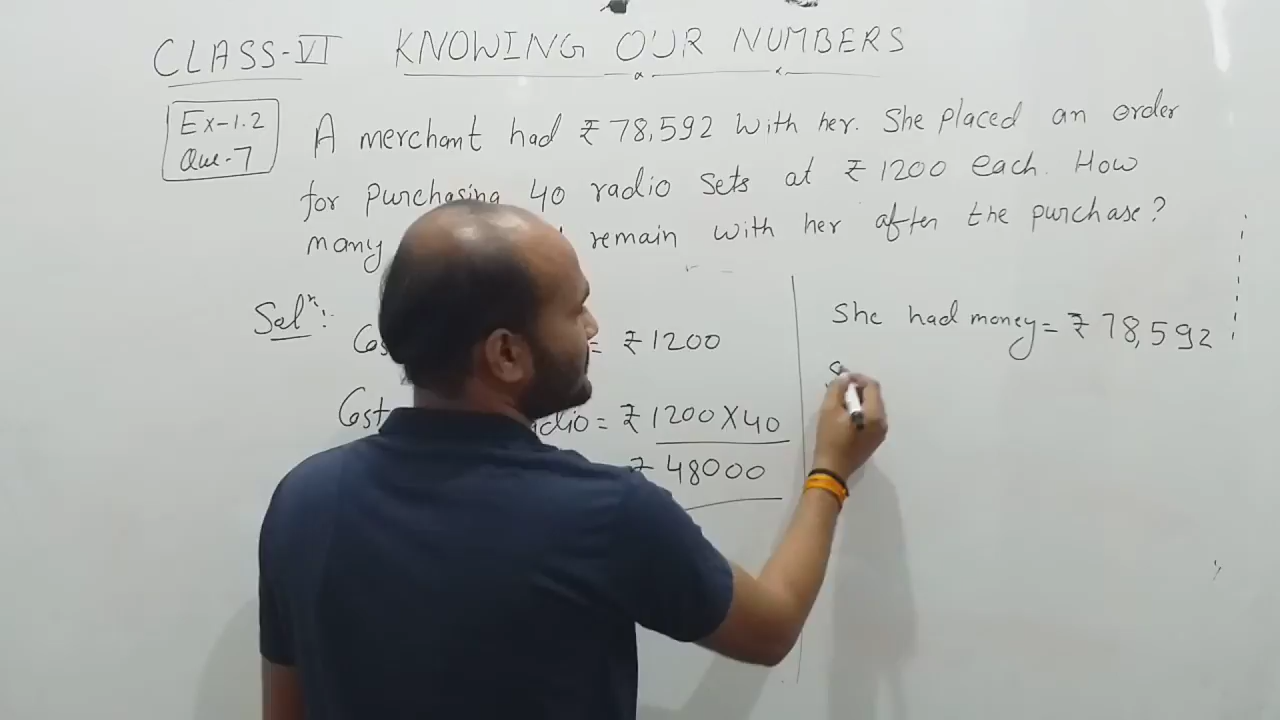 CLASS-VI KNOWING OUR NUMBERS
Ex-1.2
Que-7
A merchant had ₹78,592 with her. She placed an order
for purchasing 40 radio sets at ₹1200 each. How
many remain with her after the purchase?
Solⁿ:
= ₹1200
Cost = ₹1200X40
₹ 48000
She had money = ₹78,592